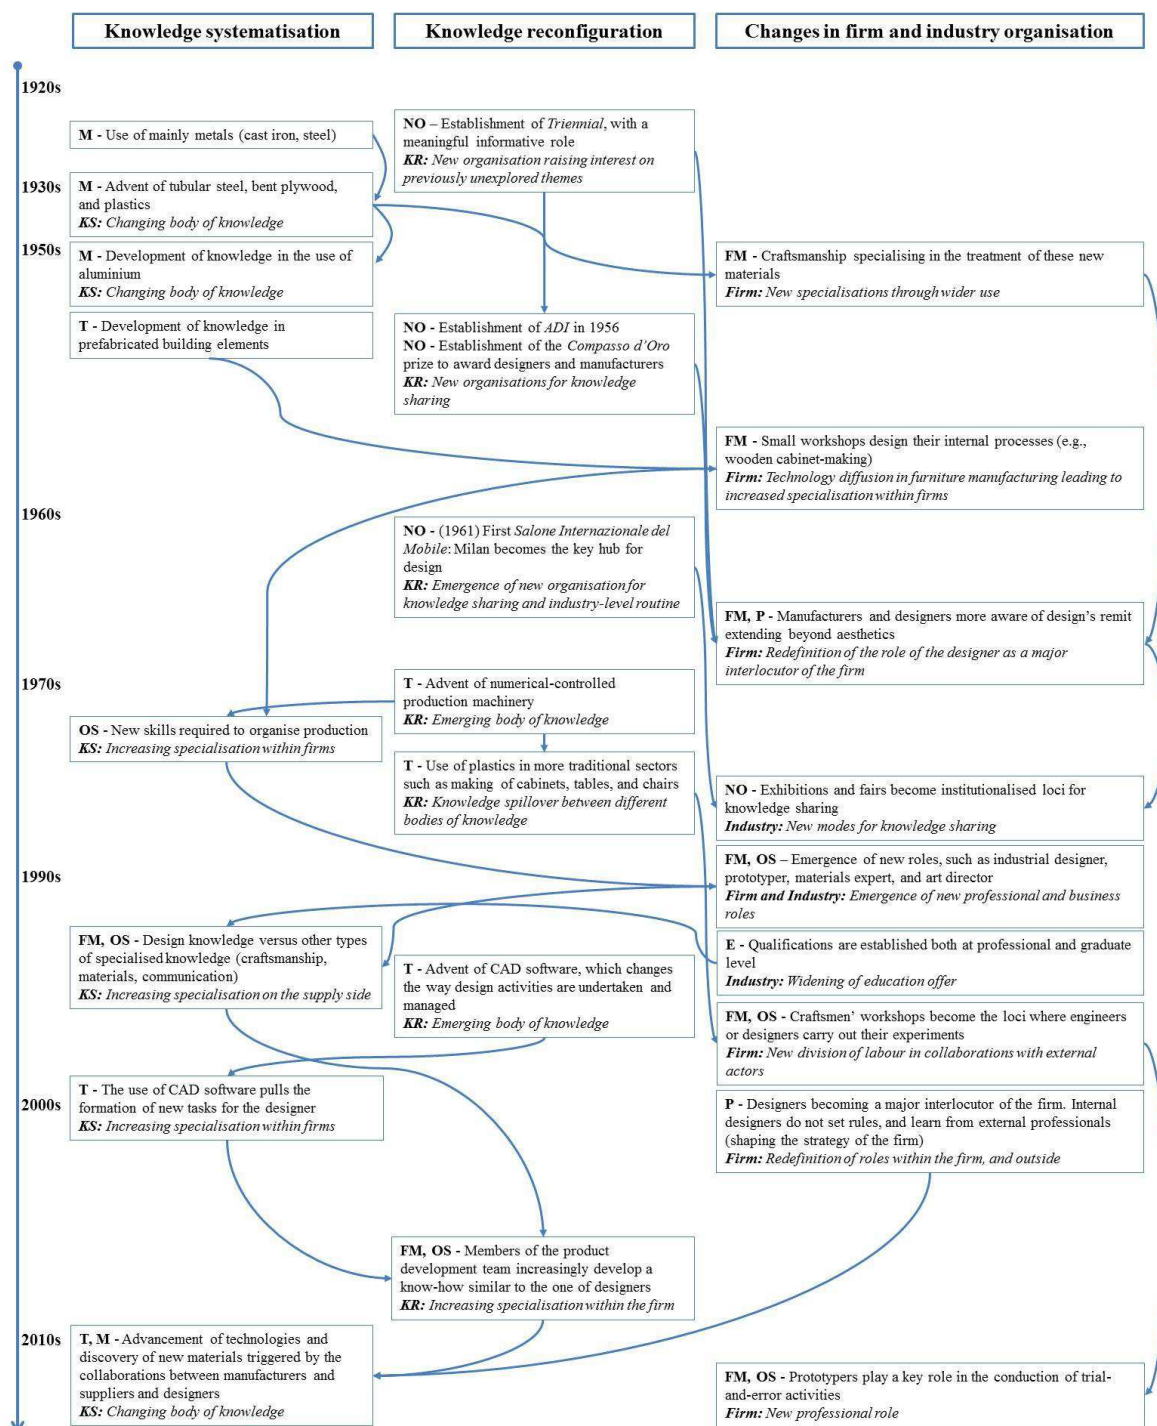 Knowledge systematisation
Knowledge reconfiguration
Changes in firm and industry organisation
1920s
M - Use of mainly metals (cast iron, steel)
NO – Establishment of Triennial, with a
meaningful informative role
KR: New organisation raising interest on
previously unexplored themes
1930s
M - Advent of tubular steel, bent plywood,
and plastics
KS: Changing body of knowledge
1950s
M - Development of knowledge in the use of
aluminium
KS: Changing body of knowledge
FM - Craftsmanship specialising in the treatment of these new
materials
Firm: New specialisations through wider use
T - Development of knowledge in
prefabricated building elements
NO - Establishment of ADI in 1956
NO - Establishment of the Compasso d’Oro
prize to award designers and manufacturers
KR: New organisations for knowledge
sharing
FM - Small workshops design their internal processes (e.g.,
wooden cabinet-making)
Firm: Technology diffusion in furniture manufacturing leading to
increased specialisation within firms
1960s
NO - (1961) First Salone Internazionale del
Mobile: Milan becomes the key hub for
design
KR: Emergence of new organisation for
knowledge sharing and industry-level routine
FM, P - Manufacturers and designers more aware of design’s remit
extending beyond aesthetics
Firm: Redefinition of the role of the designer as a major
interlocutor of the firm
1970s
T - Advent of numerical-controlled
production machinery
KR: Emerging body of knowledge
OS - New skills required to organise production
KS: Increasing specialisation within firms
T - Use of plastics in more traditional sectors
such as making of cabinets, tables, and chairs
KR: Knowledge spillover between different
bodies of knowledge
NO - Exhibitions and fairs become institutionalised loci for
knowledge sharing
Industry: New modes for knowledge sharing
1990s
FM, OS – Emergence of new roles, such as industrial designer,
prototyper, materials expert, and art director
Firm and Industry: Emergence of new professional and business
roles
FM, OS - Design knowledge versus other types
of specialised knowledge (craftsmanship,
materials, communication)
KS: Increasing specialisation on the supply side
E - Qualifications are established both at professional and graduate
level
Industry: Widening of education offer
T - Advent of CAD software, which changes
the way design activities are undertaken and
managed
KR: Emerging body of knowledge
FM, OS - Craftsmen’ workshops become the loci where engineers
or designers carry out their experiments
Firm: New division of labour in collaborations with external
actors
2000s
T - The use of CAD software pulls the
formation of new tasks for the designer
KS: Increasing specialisation within firms
P - Designers becoming a major interlocutor of the firm. Internal
designers do not set rules, and learn from external professionals
(shaping the strategy of the firm)
Firm: Redefinition of roles within the firm, and outside
FM, OS - Members of the product
development team increasingly develop a
know-how similar to the one of designers
KR: Increasing specialisation within the firm
2010s
T, M - Advancement of technologies and
discovery of new materials triggered by the
collaborations between manufacturers and
suppliers and designers
KS: Changing body of knowledge
FM, OS - Prototypers play a key role in the conduction of trial-
and-error activities
Firm: New professional role